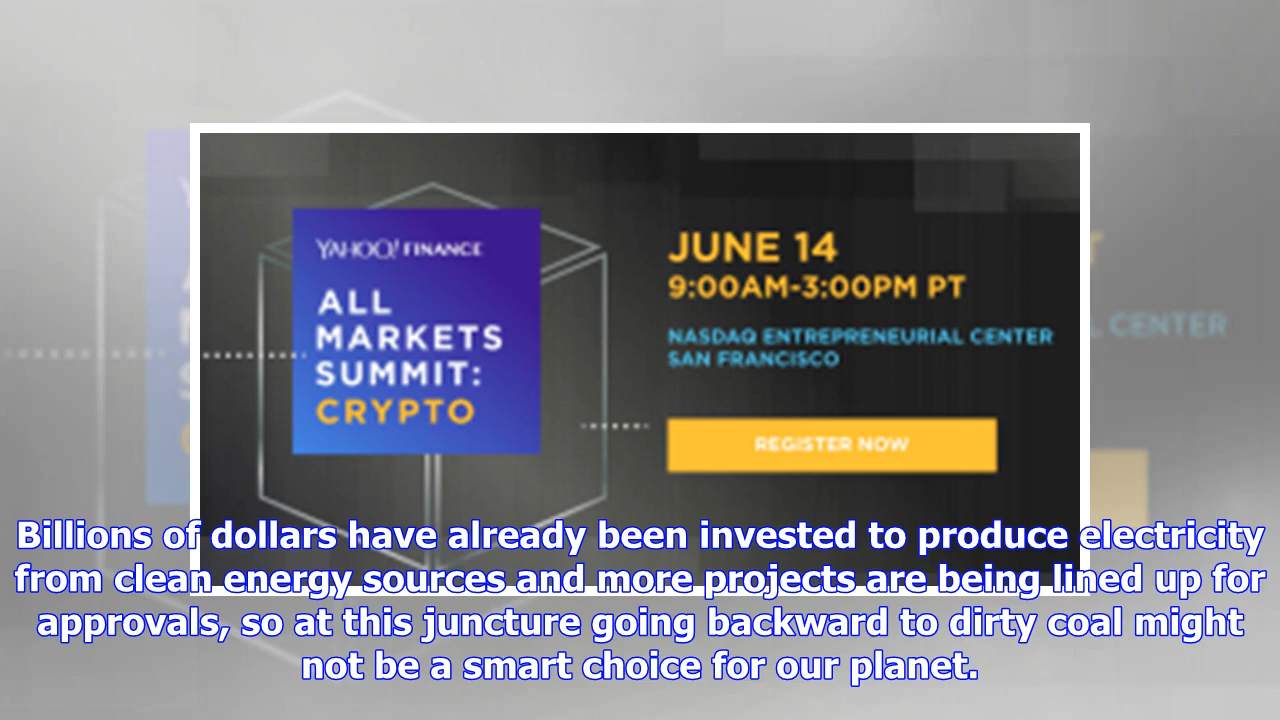 YAHOO! FINANCE
ALL
MARKETS
SUMMIT:
CRYPTO
JUNE 14
9:00AM-3:00PM PT
NASDAQ ENTREPRENEURIAL CENTER
SAN FRANCISCO
REGISTER NOW
L CENTER
Billions of dollars have already been invested to produce electricity
from clean energy sources and more projects are being lined up for
approvals, so at this juncture going backward to dirty coal might
not be a smart choice for our planet.